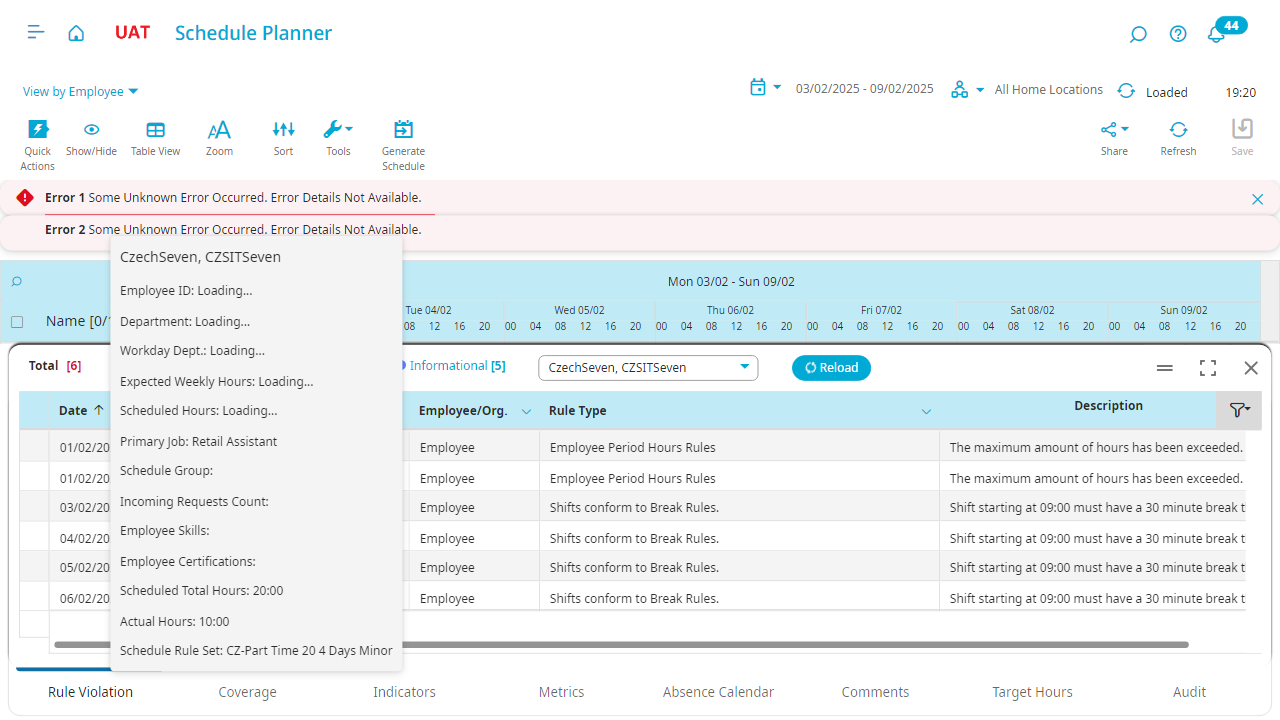 UAT
Schedule Planner
44
View by Employee
03/02/2025 - 09/02/2025
All Home Locations
Loaded
19:20
Quick Actions
Show/Hide
Table View
Zoom
Sort
Tools
Generate Schedule
Share
Refresh
Save
Error 1 Some Unknown Error Occurred. Error Details Not Available.
Error 2 Some Unknown Error Occurred. Error Details Not Available.
CzechSeven, CZSITSeven
Employee ID: Loading...
Department: Loading...
Workday Dept.: Loading...
Expected Weekly Hours: Loading...
Scheduled Hours: Loading...
Primary Job: Retail Assistant
Schedule Group:
Incoming Requests Count:
Employee Skills:
Employee Certifications:
Scheduled Total Hours: 20:00
Actual Hours: 10:00
Schedule Rule Set: CZ-Part Time 20 4 Days Minor
Mon 03/02 - Sun 09/02
Name [0/
Tue 04/02 Wed 05/02 Thu 06/02 Fri 07/02 Sat 08/02 Sun 09/02
08 12 16 20 00 04 08 12 16 20 00 04 08 12 16 20 00 04 08 12 16 20 00 04 08 12 16 20 00 04 08 12 16 20
Total [6]
Informational [5]
CzechSeven, CZSITSeven
Reload
Date Employee/Org. Rule Type Description
01/02/20 Employee Employee Period Hours Rules The maximum amount of hours has been exceeded.
01/02/20 Employee Employee Period Hours Rules The maximum amount of hours has been exceeded.
03/02/20 Employee Shifts conform to Break Rules. Shift starting at 09:00 must have a 30 minute break t
04/02/20 Employee Shifts conform to Break Rules. Shift starting at 09:00 must have a 30 minute break t
05/02/20 Employee Shifts conform to Break Rules. Shift starting at 09:00 must have a 30 minute break t
06/02/20 Employee Shifts conform to Break Rules. Shift starting at 09:00 must have a 30 minute break t
Rule Violation
Coverage
Indicators
Metrics
Absence Calendar
Comments
Target Hours
Audit